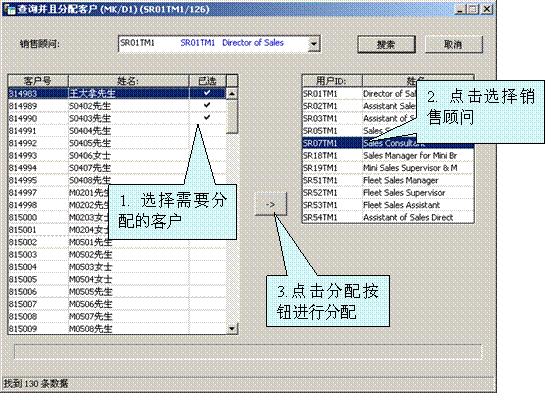 查询并且分配客户(MK/D1)(SR01TM1/126)
销售顾问:
SR01TM1 SR01TM1 Director of Sales
搜索
取消
客户号 姓名: 已选
314983 王大拿先生 ✓
814989 S0402先生 ✓
814990 S0403先生 ✓
814991 S0404先生
814992 S0405先生
814993 S0406女士
814994 S0407先生
814995 S0408先生
814997 M0201先生
814998 M0202先生
815000 M0203女士
815001 M0204女士
815002 M0501先生
815003 M0502先生
815004 M0503女士
815005 M0504女士
815006 M0505先生
815007 M0506先生
815008 M0507先生
815009 M0508先生
->
用户ID: 姓名
SR01TM1 Director of Sal
SR02TM1 Assistant Sale
SR03TM1 Assistant S
SR05TM1 Sales S
SR07TM1 Sales Consultant
SR18TM1 Sales Manager for Mini Br
SR19TM1 Mini Sales Supervisor & M
SR51TM1 Fleet Sales Manager
SR52TM1 Fleet Sales Supervisor
SR53TM1 Fleet Sales Assistant
SR54TM1 Assistant of Sales Direct
1. 选择需要分
配的客户
2. 点击选择销
售顾问
3.点击分配按
钮进行分配
找到 130 条数据